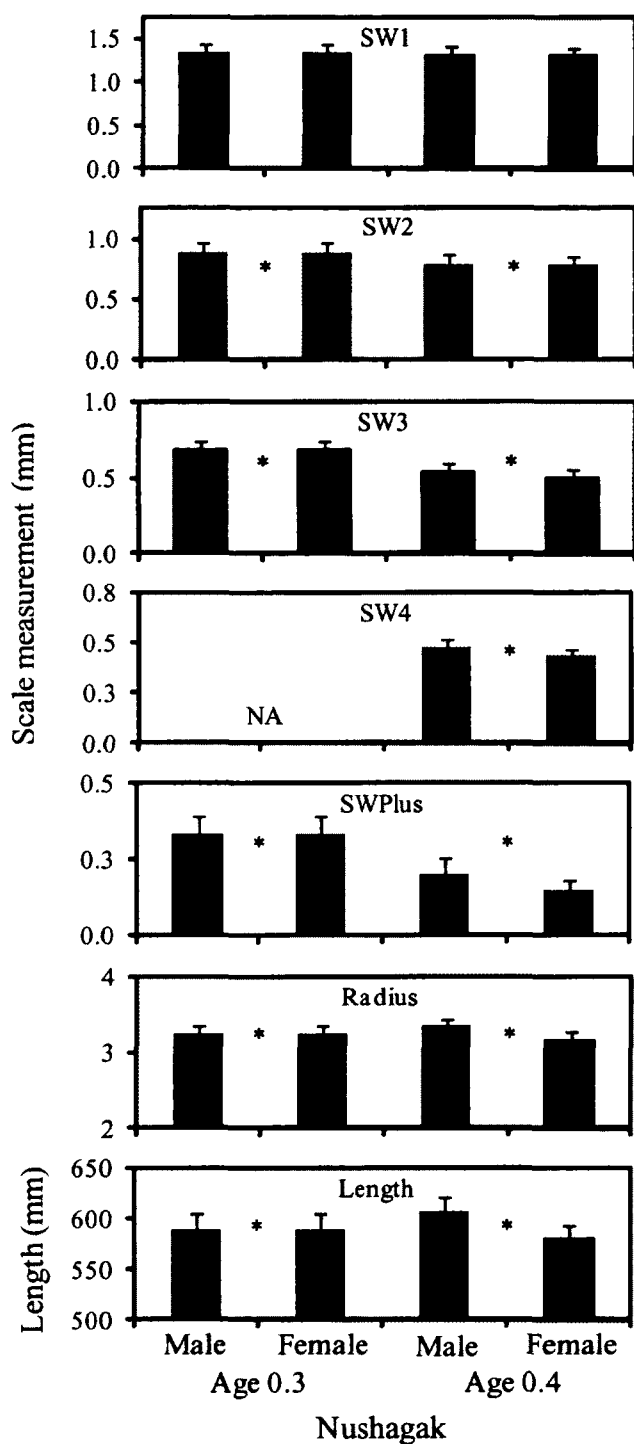 Scale measurement (mm)
Length (mm)
SW1
1.5
1.0
0.5
0.0
SW2
1.0
0.5
0.0
* *
SW3
1.0
0.5
0.0
* *
SW4
0.8
0.5
0.3
0.0
NA
*
SWPlus
0.5
0.3
0.0
* *
Radius
4
3
2
* *
Length
650
600
550
500
* *
Male Female Male Female
Age 0.3 Age 0.4
Nushagak